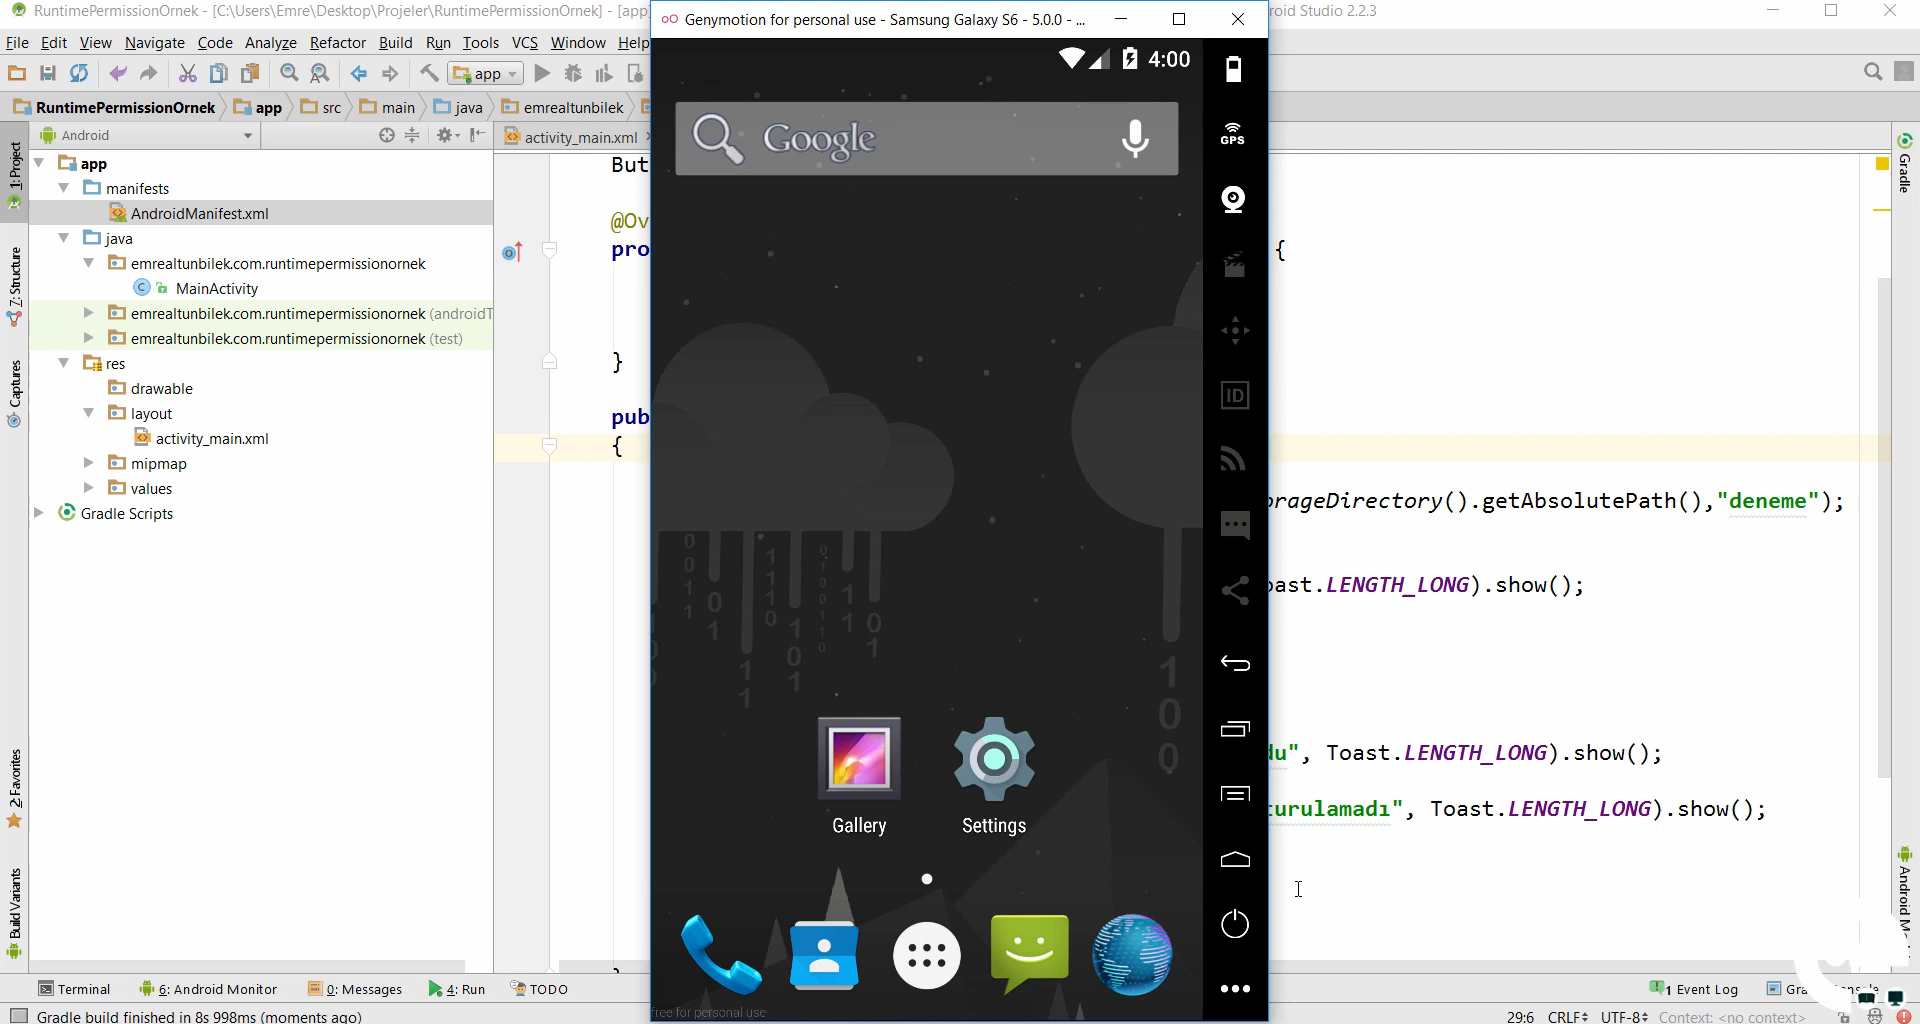 RuntimePermissionOrnek - [C:\Users\Emre\Desktop\Projeler\RuntimePermissionOrnek] - [app
Genymotion for personal use - Samsung Galaxy S6 - 5.0.0 - ...
roid Studio 2.2.3
File Edit View Navigate Code Analyze Refactor Build Run Tools VCS Window Help
4:00
app
GPS
RuntimePermissionOrnek app src main java emrealtunbilek
Android
activity_main.xml
Google
1: Project
7: Structure
Captures
2: Favorites
Build Variants
app
manifests
AndroidManifest.xml
java
emrealtunbilek.com.runtimepermissionornek
MainActivity
emrealtunbilek.com.runtimepermissionornek (androidT
emrealtunbilek.com.runtimepermissionornek (test)
res
drawable
layout
activity_main.xml
mipmap
values
Gradle Scripts
But
@Ov
pro
{
}
pub
{
orageDirectory().getAbsolutePath(),"deneme");
oast.LENGTH_LONG).show();
du", Toast.LENGTH_LONG).show();
turulamadı", Toast.LENGTH_LONG).show();
}
ID
Gallery
Settings
free for personal use
Gradle
Terminal 6: Android Monitor 0: Messages 4: Run TODO
1 Event Log
Gradle build finished in 8s 998ms (moments ago)
29:6 CRLF UTF-8 Context: <no context>